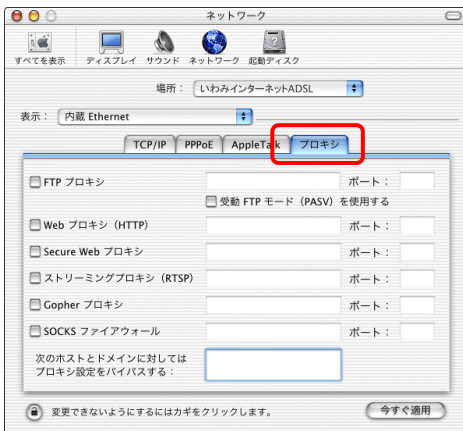 ネットワーク
すべてを表示 ディスプレイ サウンド ネットワーク 起動ディスク
場所： いわみインターネットADSL
表示： 内蔵 Ethernet
TCP/IP PPPoE AppleTalk プロキシ
FTP プロキシ ポート：
受動 FTP モード（PASV）を使用する
Web プロキシ（HTTP） ポート：
Secure Web プロキシ ポート：
ストリーミングプロキシ（RTSP） ポート：
Gopher プロキシ ポート：
SOCKS ファイアウォール ポート：
次のホストとドメインに対しては
プロキシ設定をバイパスする：
変更できないようにするにはカギをクリックします。 今すぐ適用